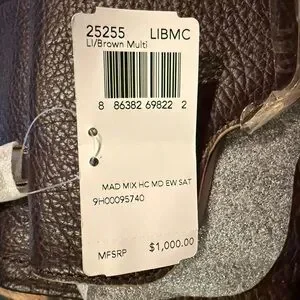 25255 LIBMC
LI/Brown Multi
8 86382 69822 2
MAD MIX HC MD EW SAT
9H00095740
MFSRP $1,000.00